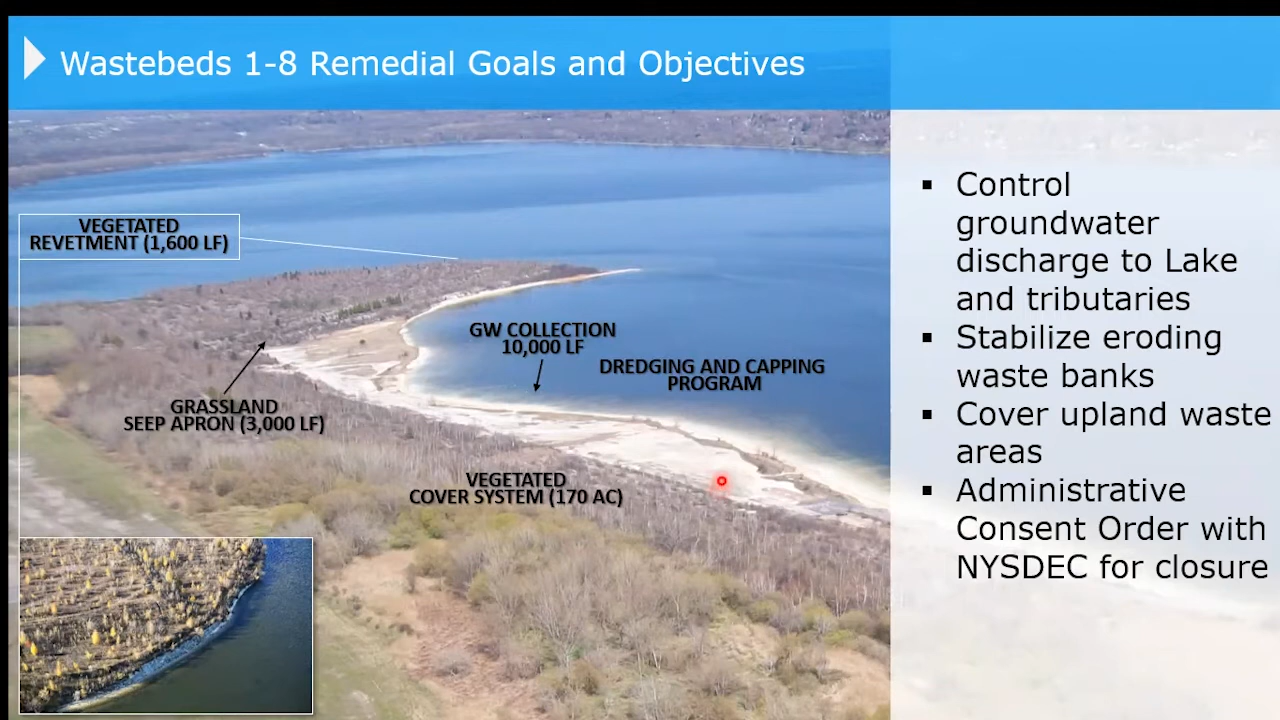 Wastebeds 1-8 Remedial Goals and Objectives
VEGETATED
REVETMENT (1,600 LF)
GW COLLECTION
10,000 LF
DREDGING AND CAPPING
PROGRAM
GRASSLAND
SEEP APRON (3,000 LF)
VEGETATED
COVER SYSTEM (170 AC)
▪ Control
groundwater
discharge to Lake
and tributaries
▪ Stabilize eroding
waste banks
▪ Cover upland waste
areas
▪ Administrative
Consent Order with
NYSDEC for closure